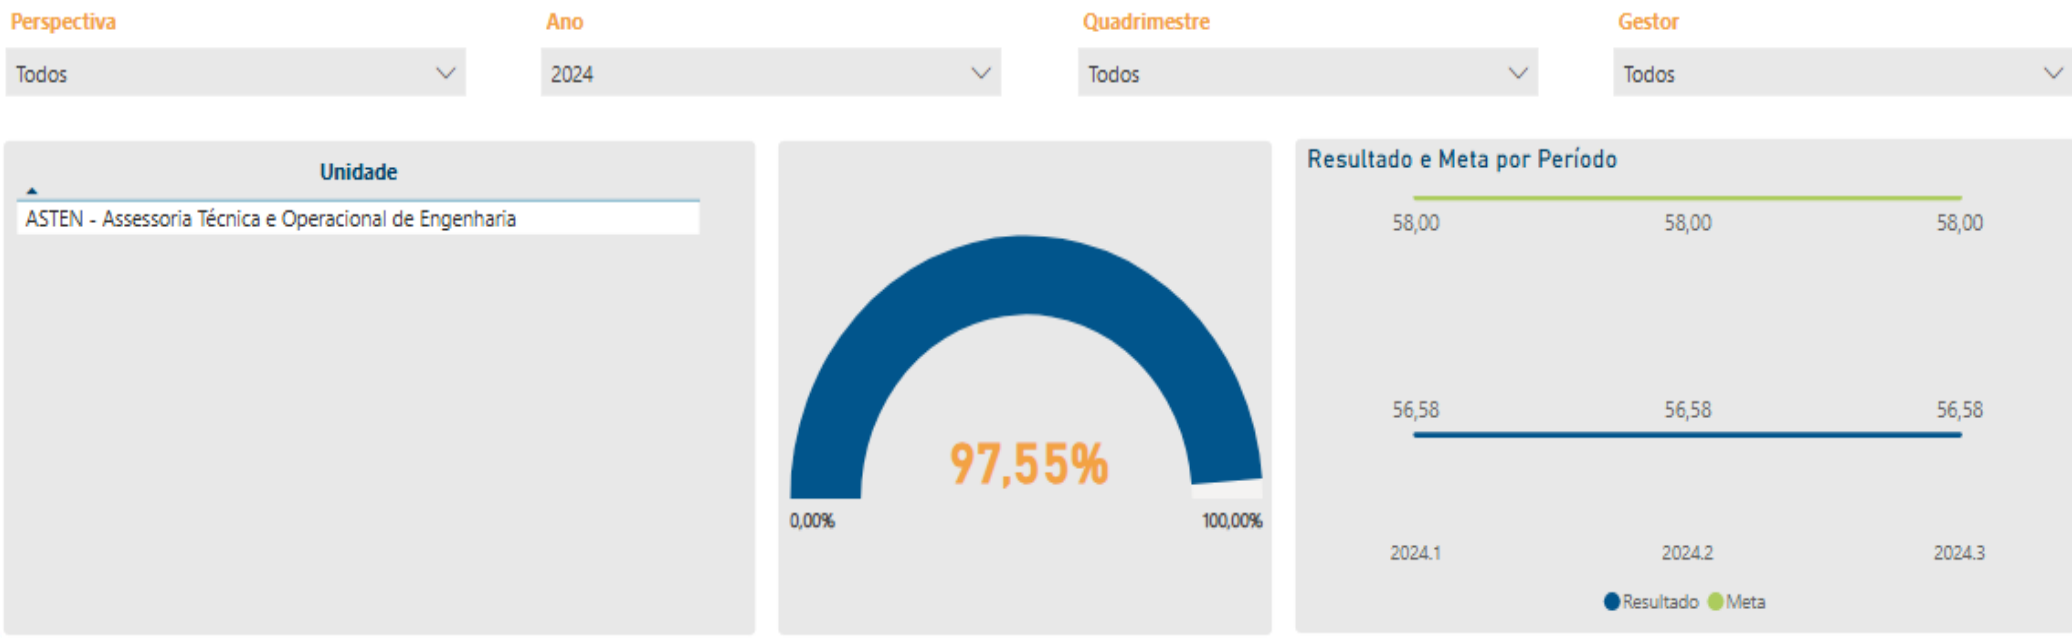 Perspectiva
Todos
Ano
2024
Quadrimestre
Todos
Gestor
Todos
Unidade
ASTEN - Assessoria Técnica e Operacional de Engenharia
97,55%
0,00%
100,00%
Resultado e Meta por Período
58,00 58,00 58,00
56,58 56,58 56,58
2024.1 2024.2 2024.3
Resultado Meta